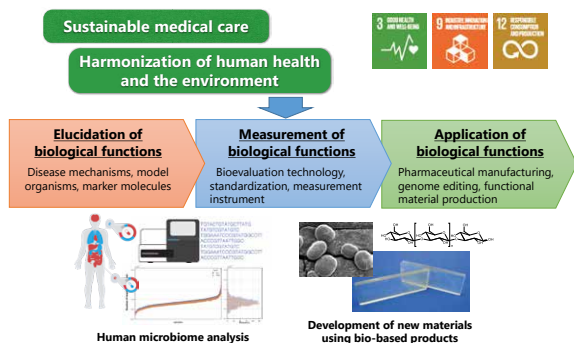 Sustainable medical care
Harmonization of human health
and the environment
3 GOOD HEALTH
AND WELL-BEING
9 INDUSTRY, INNOVATION
AND INFRASTRUCTURE
12 RESPONSIBLE
CONSUMPTION
AND PRODUCTION
Elucidation of
biological functions
Disease mechanisms, model
organisms, marker molecules
Measurement of
biological functions
Bioevaluation technology,
standardization, measurement
instrument
Application of
biological functions
Pharmaceutical manufacturing,
genome editing, functional
material production
Human microbiome analysis
Development of new materials
using bio-based products